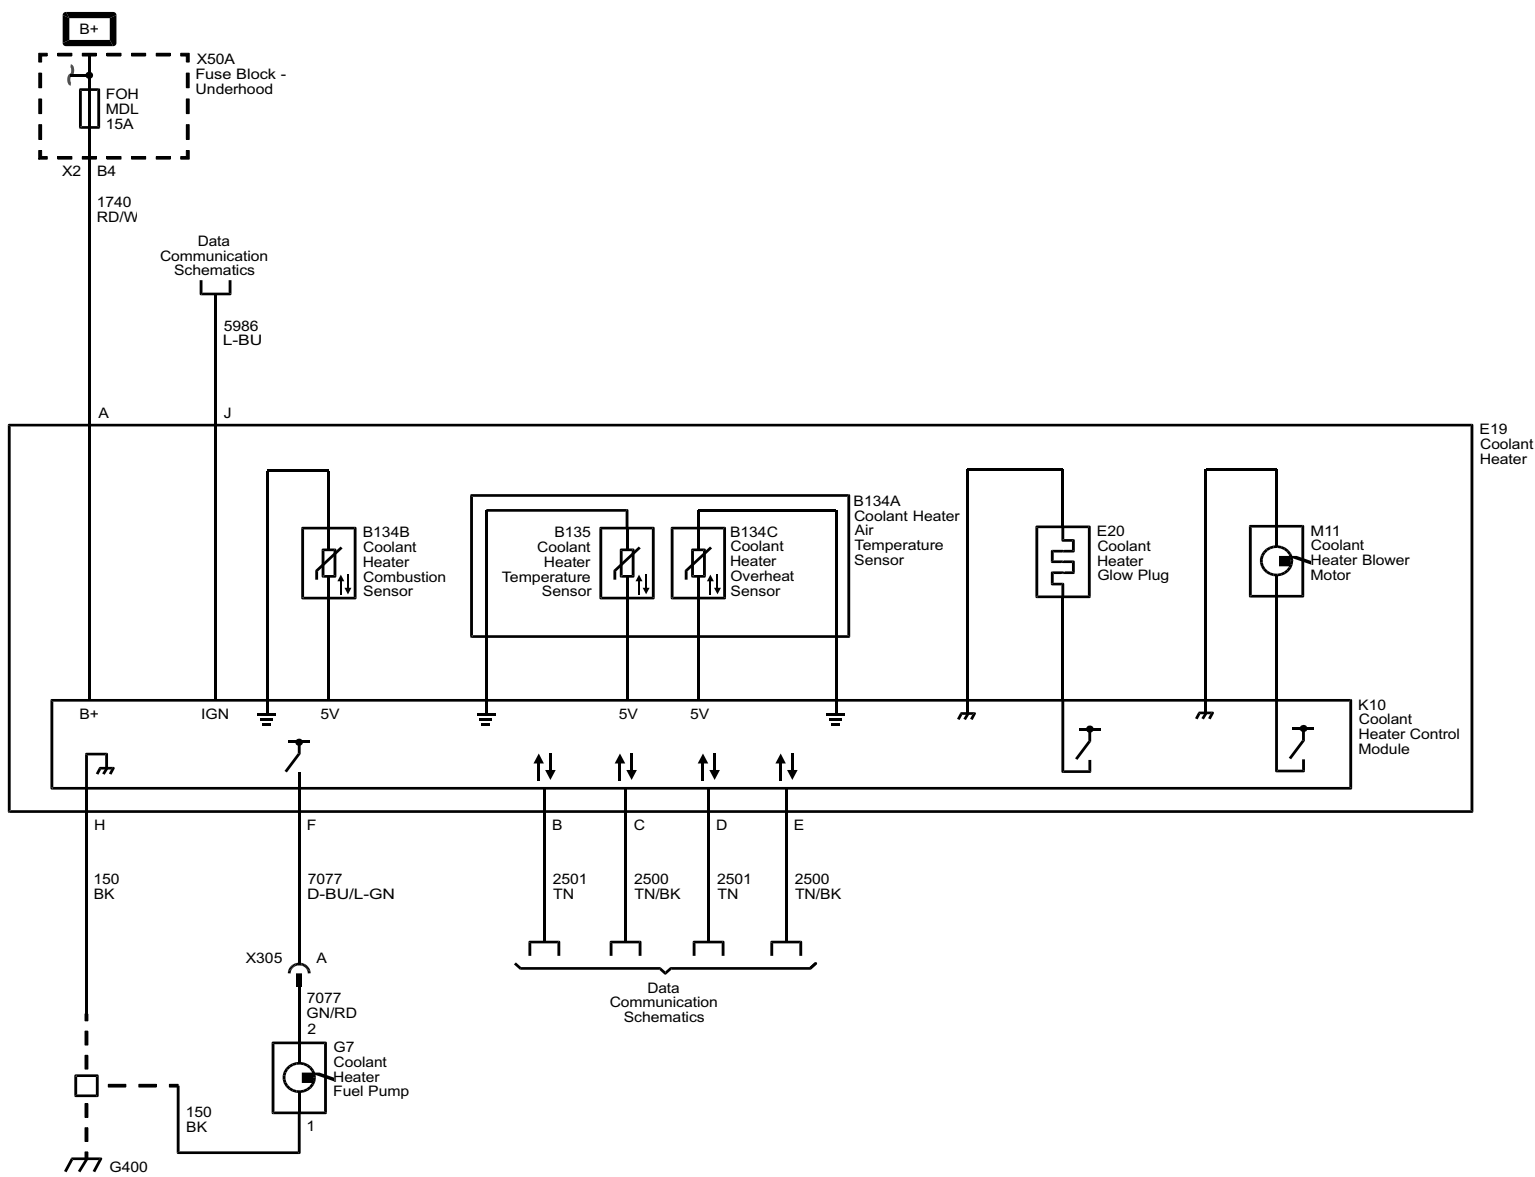 B+
X50A
Fuse Block -
Underhood
FOH
MDL
15A
X2 B4
1740
RD/W
Data
Communication
Schematics
5986
L-BU
A
J
E19
Coolant
Heater
B134B
Coolant
Heater
Combustion
Sensor
B135
Coolant
Heater
Temperature
Sensor
B134C
Coolant
Heater
Overheat
Sensor
B134A
Coolant Heater
Air
Temperature
Sensor
E20
Coolant
Heater
Glow Plug
M11
Coolant
Heater Blower
Motor
B+
IGN
5V
5V
5V
K10
Coolant
Heater Control
Module
H
F
B
C
D
E
150
BK
7077
D-BU/L-GN
2501
TN
2500
TN/BK
2501
TN
2500
TN/BK
X305 A
7077
GN/RD
2
Data
Communication
Schematics
G7
Coolant
Heater
Fuel Pump
150
BK
1
G400